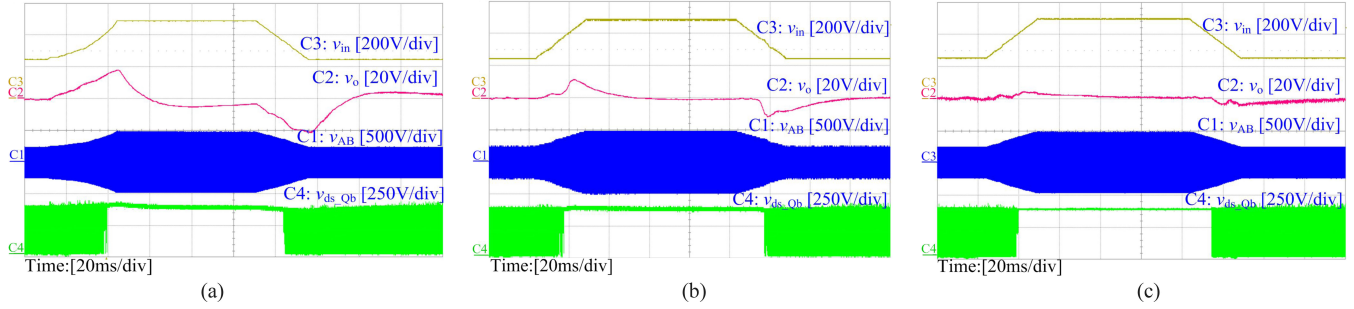 C3: vin [200V/div]
C3
C2
C2: vo [20V/div]
C1: vAB [500V/div]
C1
C4: vds_Qb [250V/div]
C4
Time:[20ms/div]
(a)
C3: vin [200V/div]
C3
C2
C2: vo [20V/div]
C1: vAB [500V/div]
C1
C4: vds_Qb [250V/div]
C4
Time:[20ms/div]
(b)
C3: vin [200V/div]
C3
C2
C2: vo [20V/div]
C1: vAB [500V/div]
C3
C4: vds_Qb [250V/div]
C4
Time:[20ms/div]
(c)